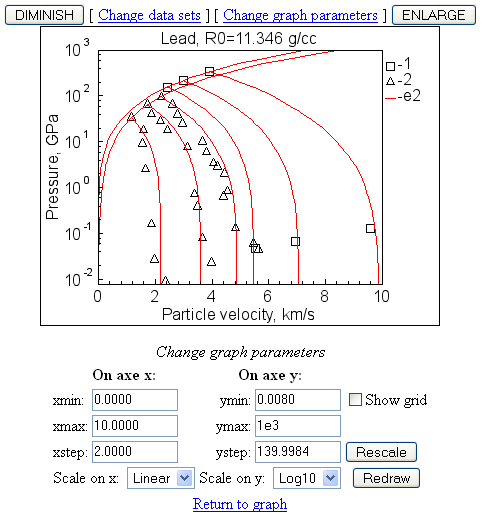 DIMINISH [ Change data sets ] [ Change graph parameters ] ENLARGE
Lead, R0=11.346 g/cc
10³
10²
10¹
10⁰
10⁻¹
10⁻²
Pressure, GPa
-1
-2
-e2
0 2 4 6 8 10
Particle velocity, km/s
Change graph parameters
On axe x: On axe y:
xmin: 0.0000 ymin: 0.0080 Show grid
xmax: 10.0000 ymax: 1e3
xstep: 2.0000 ystep: 139.9984 Rescale
Scale on x: Linear Scale on y: Log10 Redraw
Return to graph